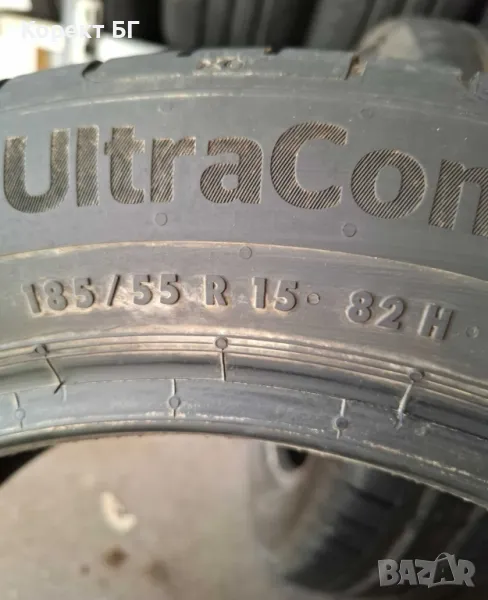 Корект БГ
UltraCon
185/55 R 15 · 82 H ·
BAZAR